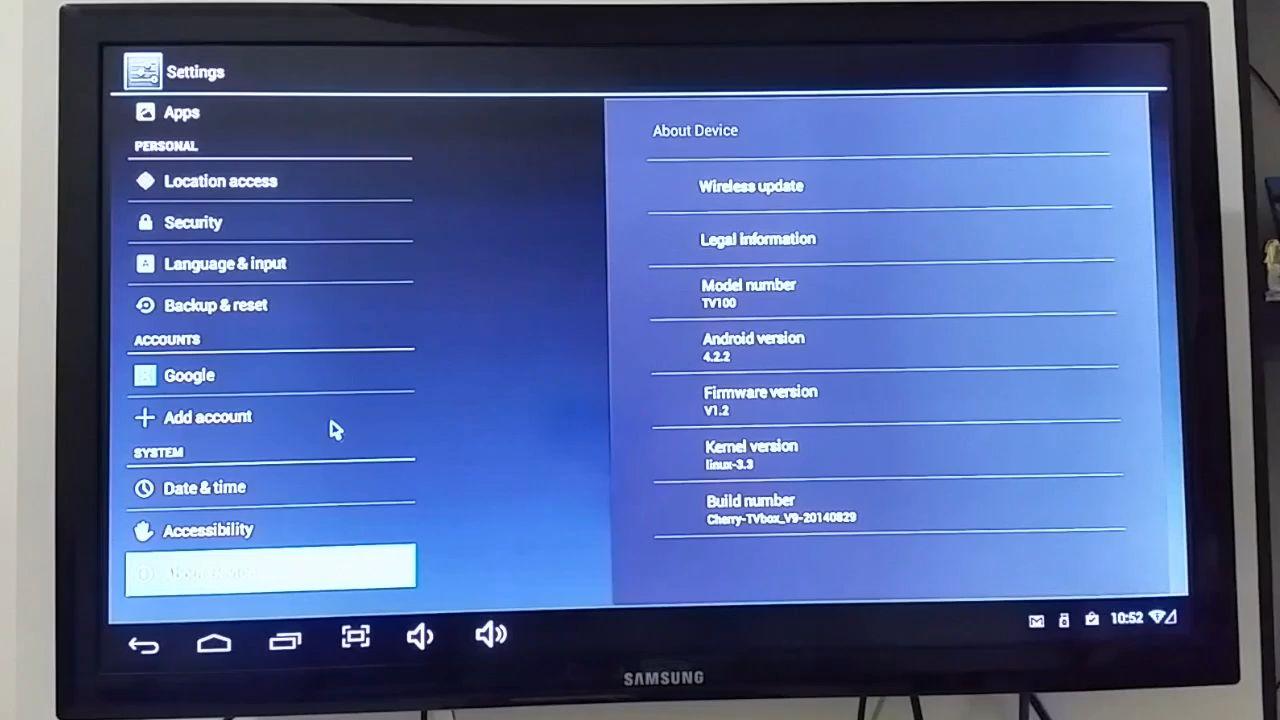 Settings
Apps
PERSONAL
Location access
Security
Language & input
Backup & reset
ACCOUNTS
Google
Add account
SYSTEM
Date & time
Accessibility
About Device
About Device
Wireless update
Legal information
Model number
TV100
Android version
4.2.2
Firmware version
V1.2
Kernel version
linux-3.3
Build number
Cherry-TVbox_V9-20140829
10:52
SAMSUNG